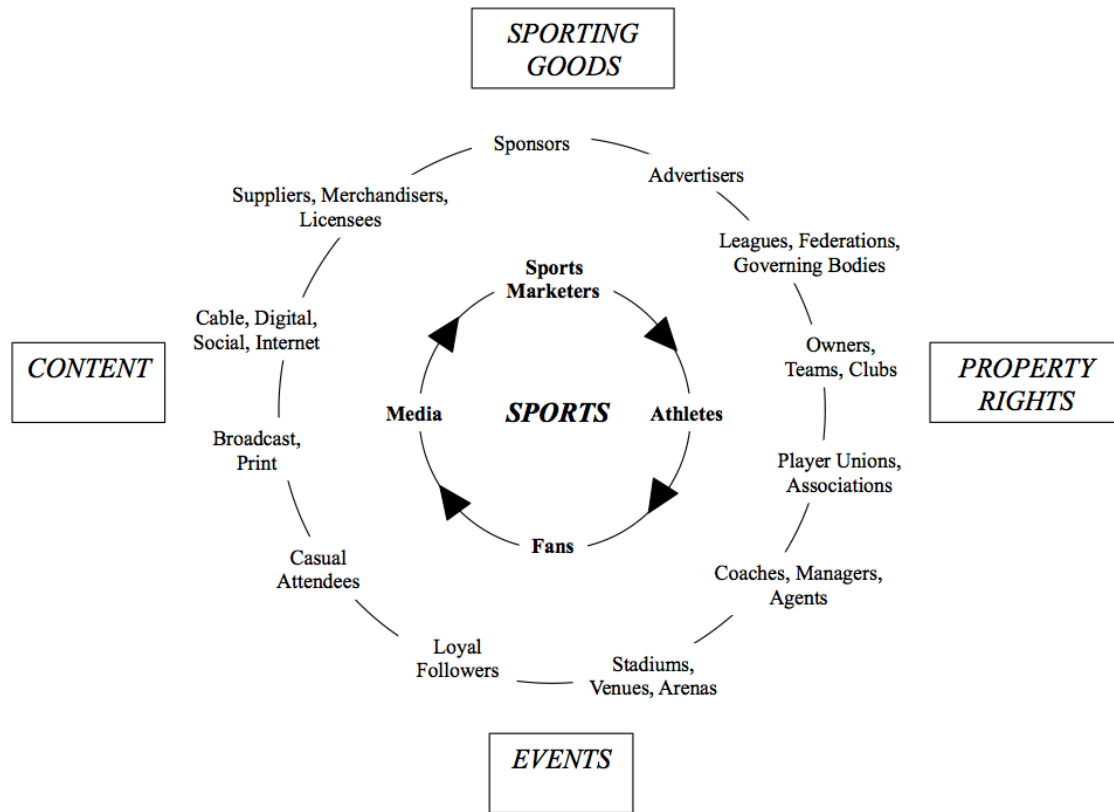 SPORTING
GOODS
Sponsors
Advertisers
Suppliers, Merchandisers,
Licensees
Leagues, Federations,
Governing Bodies
Sports
Marketers
Cable, Digital,
Social, Internet
Owners,
Teams, Clubs
CONTENT
PROPERTY
RIGHTS
Media
SPORTS
Athletes
Broadcast,
Print
Player Unions,
Associations
Fans
Casual
Attendees
Coaches, Managers,
Agents
Loyal
Followers
Stadiums,
Venues, Arenas
EVENTS